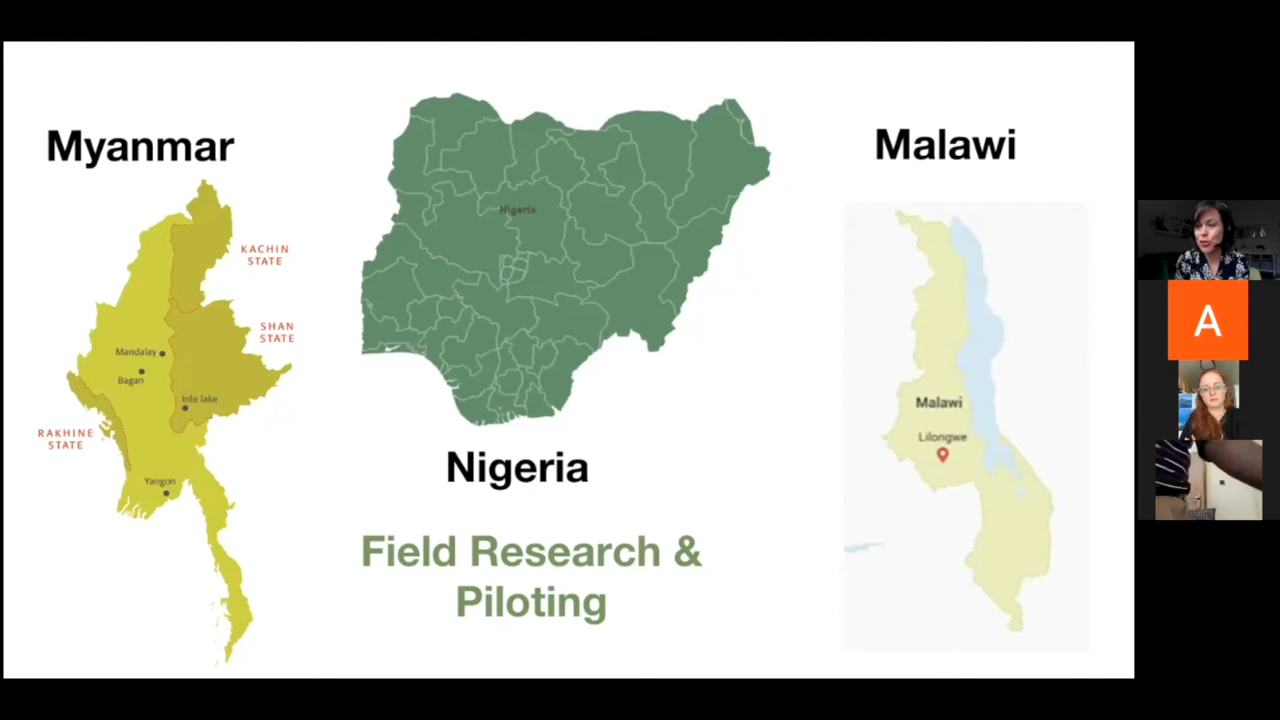 Myanmar
KACHIN
STATE
SHAN
STATE
Mandalay
Bagan
Inle lake
RAKHINE
STATE
Yangon
Nigeria
Nigeria
Field Research &
Piloting
Malawi
Malawi
Lilongwe
A